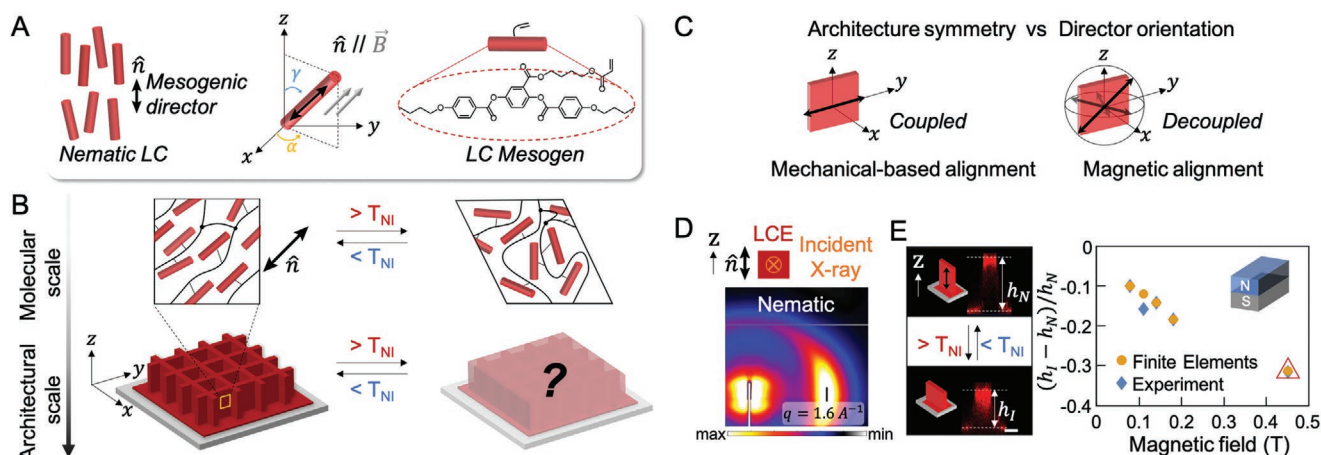 A
z
n̂
Mesogenic
director
Nematic LC
γ
n̂ // B⃗
y
x
α
O
O
O
O
O
O
O
O
O
O
LC Mesogen
B
Molecular
scale
Architectural
scale
n̂
> T_NI
< T_NI
z
y
x
> T_NI
< T_NI
?
C
Architecture symmetry vs Director orientation
z
y
x
Coupled
Mechanical-based alignment
z
y
x
Decoupled
Magnetic alignment
D
z
n̂
LCE
Incident
X-ray
Nematic
q = 1.6 A⁻¹
max
min
E
z
h_N
> T_NI
< T_NI
h_I
(h_I − h_N)/h_N
-0
-0.1
-0.2
-0.3
-0.4
N
S
Finite Elements
Experiment
0
0.1
0.2
0.3
0.4
0.5
Magnetic field (T)